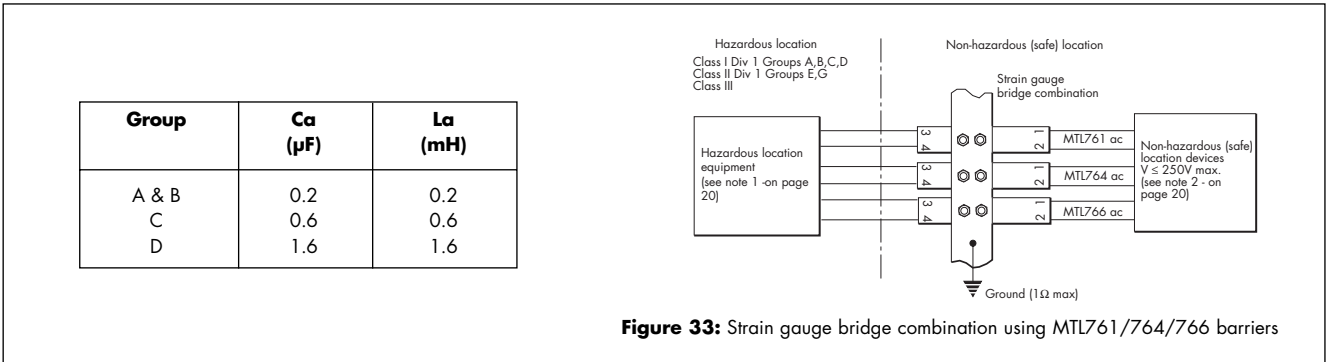 Group Ca (µF) La (mH)
A & B 0.2 0.2
C 0.6 0.6
D 1.6 1.6
Hazardous location
Class I Div 1 Groups A,B,C,D
Class II Div 1 Groups E,G
Class III
Non-hazardous (safe) location
Strain gauge
bridge combination
Hazardous location
equipment
(see note 1 -on page
20)
3
4
1
2
MTL761 ac
3
4
1
2
MTL764 ac
3
4
1
2
MTL766 ac
Non-hazardous (safe)
location devices
V ≤ 250V max.
(see note 2 - on
page 20)
Ground (1Ω max)
Figure 33: Strain gauge bridge combination using MTL761/764/766 barriers